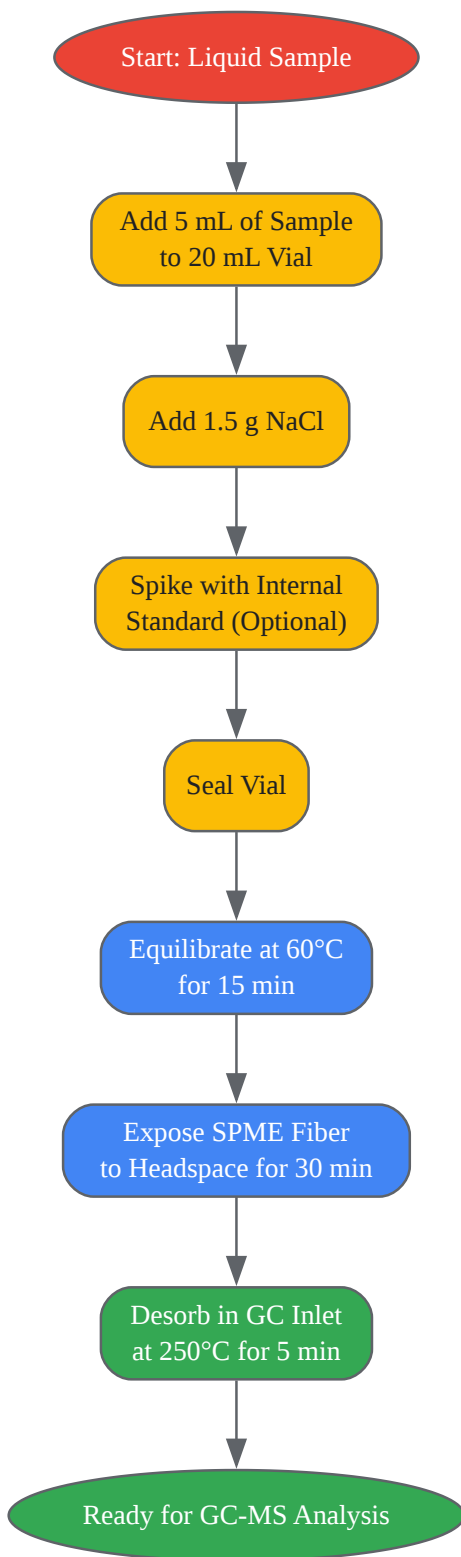 Start: Liquid Sample
Add 5 mL of Sample
to 20 mL Vial
Add 1.5 g NaCl
Spike with Internal
Standard (Optional)
Seal Vial
Equilibrate at 60°C
for 15 min
Expose SPME Fiber
to Headspace for 30 min
Desorb in GC Inlet
at 250°C for 5 min
Ready for GC-MS Analysis